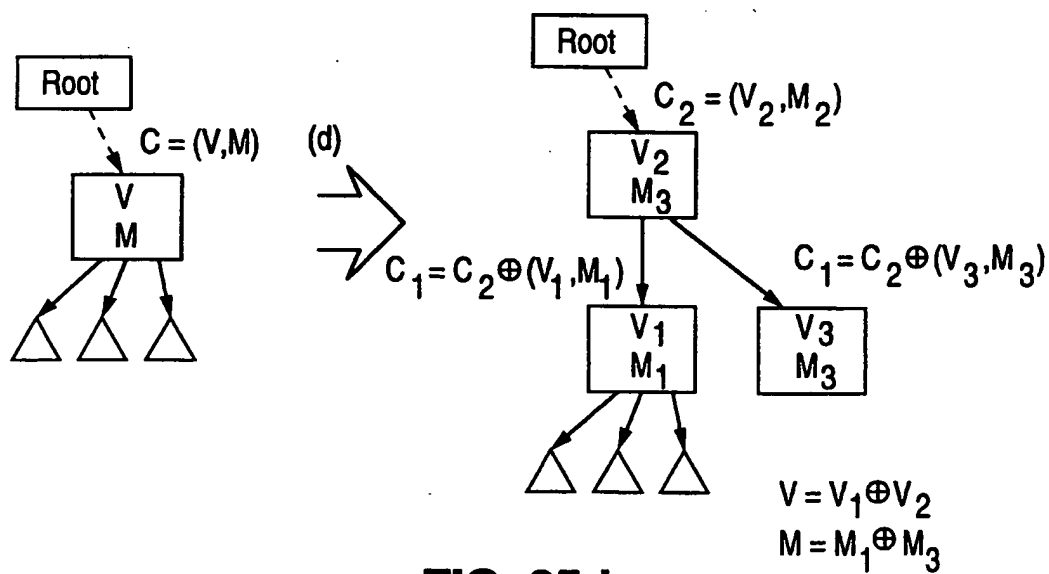 Root
C = (V,M)
V
M
(d)
Root
C₂ = (V₂,M₂)
V₂
M₃
C₁ = C₂ ⊕ (V₁,M₁)
C₁ = C₂ ⊕ (V₃,M₃)
V₁
M₁
V₃
M₃
V = V₁ ⊕ V₂
M = M₁ ⊕ M₃